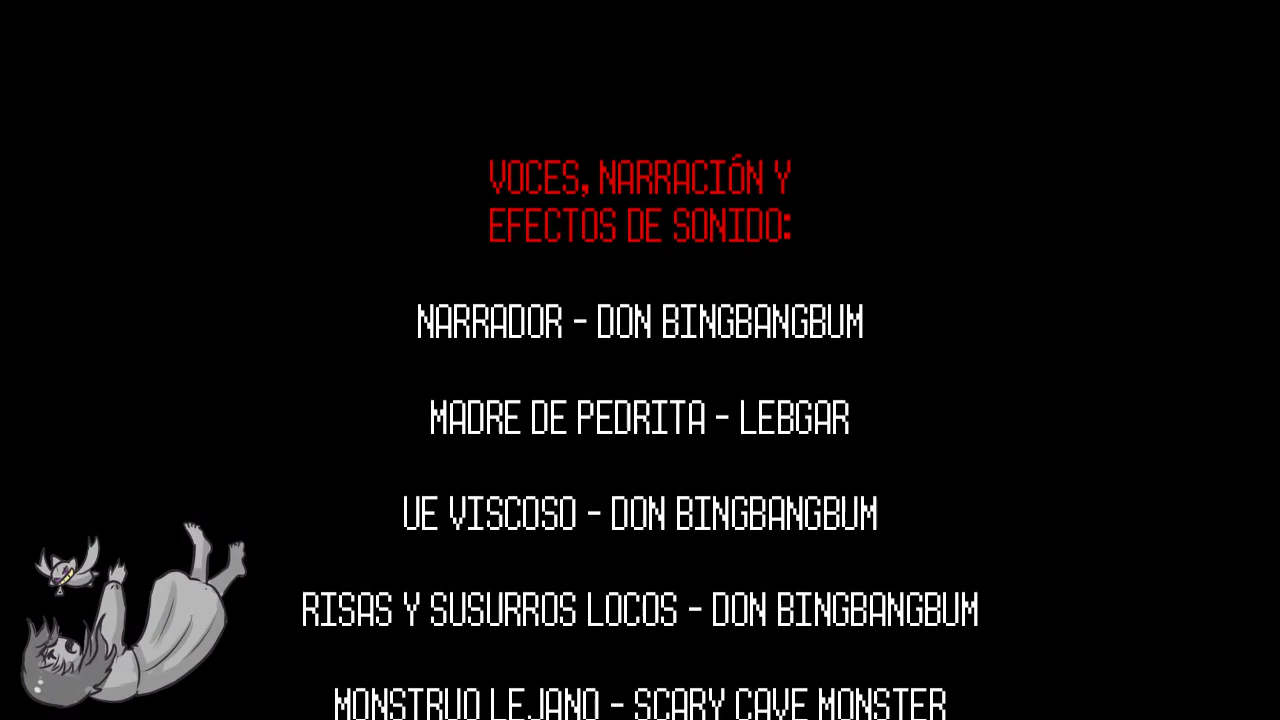 VOCES, NARRACIÓN Y
EFECTOS DE SONIDO:
NARRADOR - DON BINGBANGBUM
MADRE DE PEDRITA - LEBGAR
UE VISCOSO - DON BINGBANGBUM
RISAS Y SUSURROS LOCOS - DON BINGBANGBUM
MONSTRUO LEJANO - SCARY CAVE MONSTER